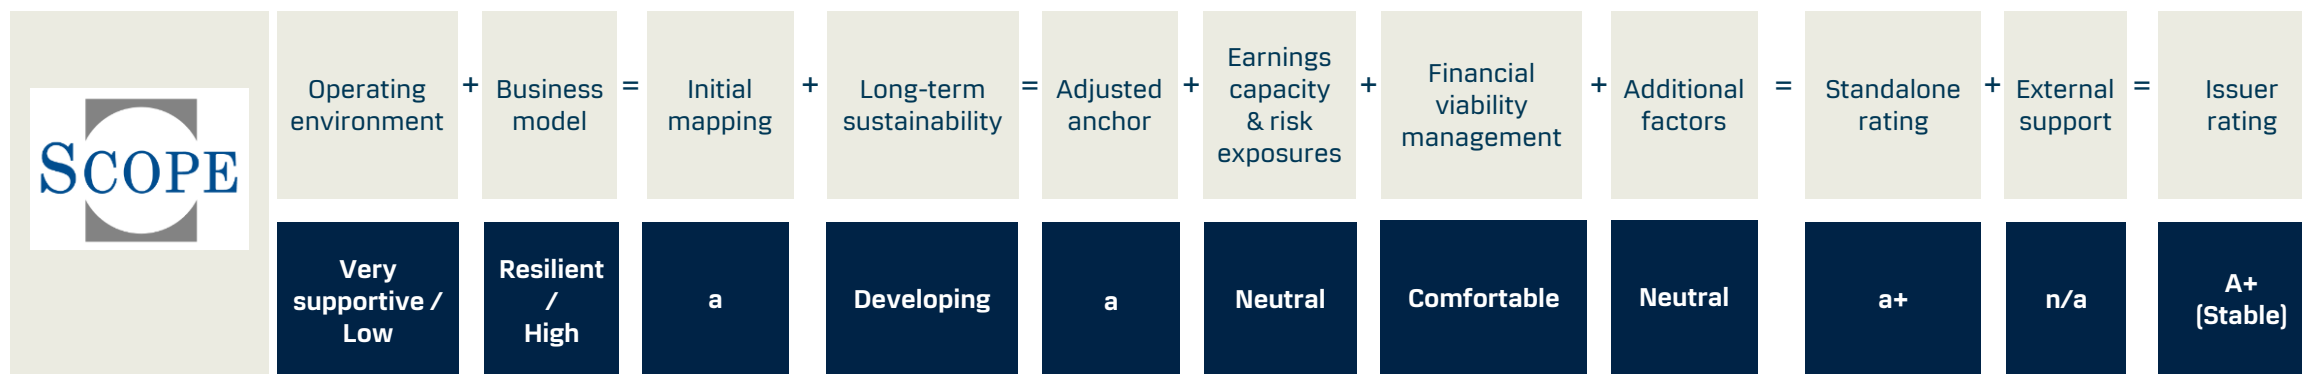 SCOPE
Operating
environment
+
Business
model
=
Initial
mapping
+
Long-term
sustainability
=
Adjusted
anchor
+
Earnings
capacity
& risk
exposures
+
Financial
viability
management
+
Additional
factors
=
Standalone
rating
+
External
support
=
Issuer
rating
Very
supportive /
Low
Resilient
/
High
a
Developing
a
Neutral
Comfortable
Neutral
a+
n/a
A+
(Stable)